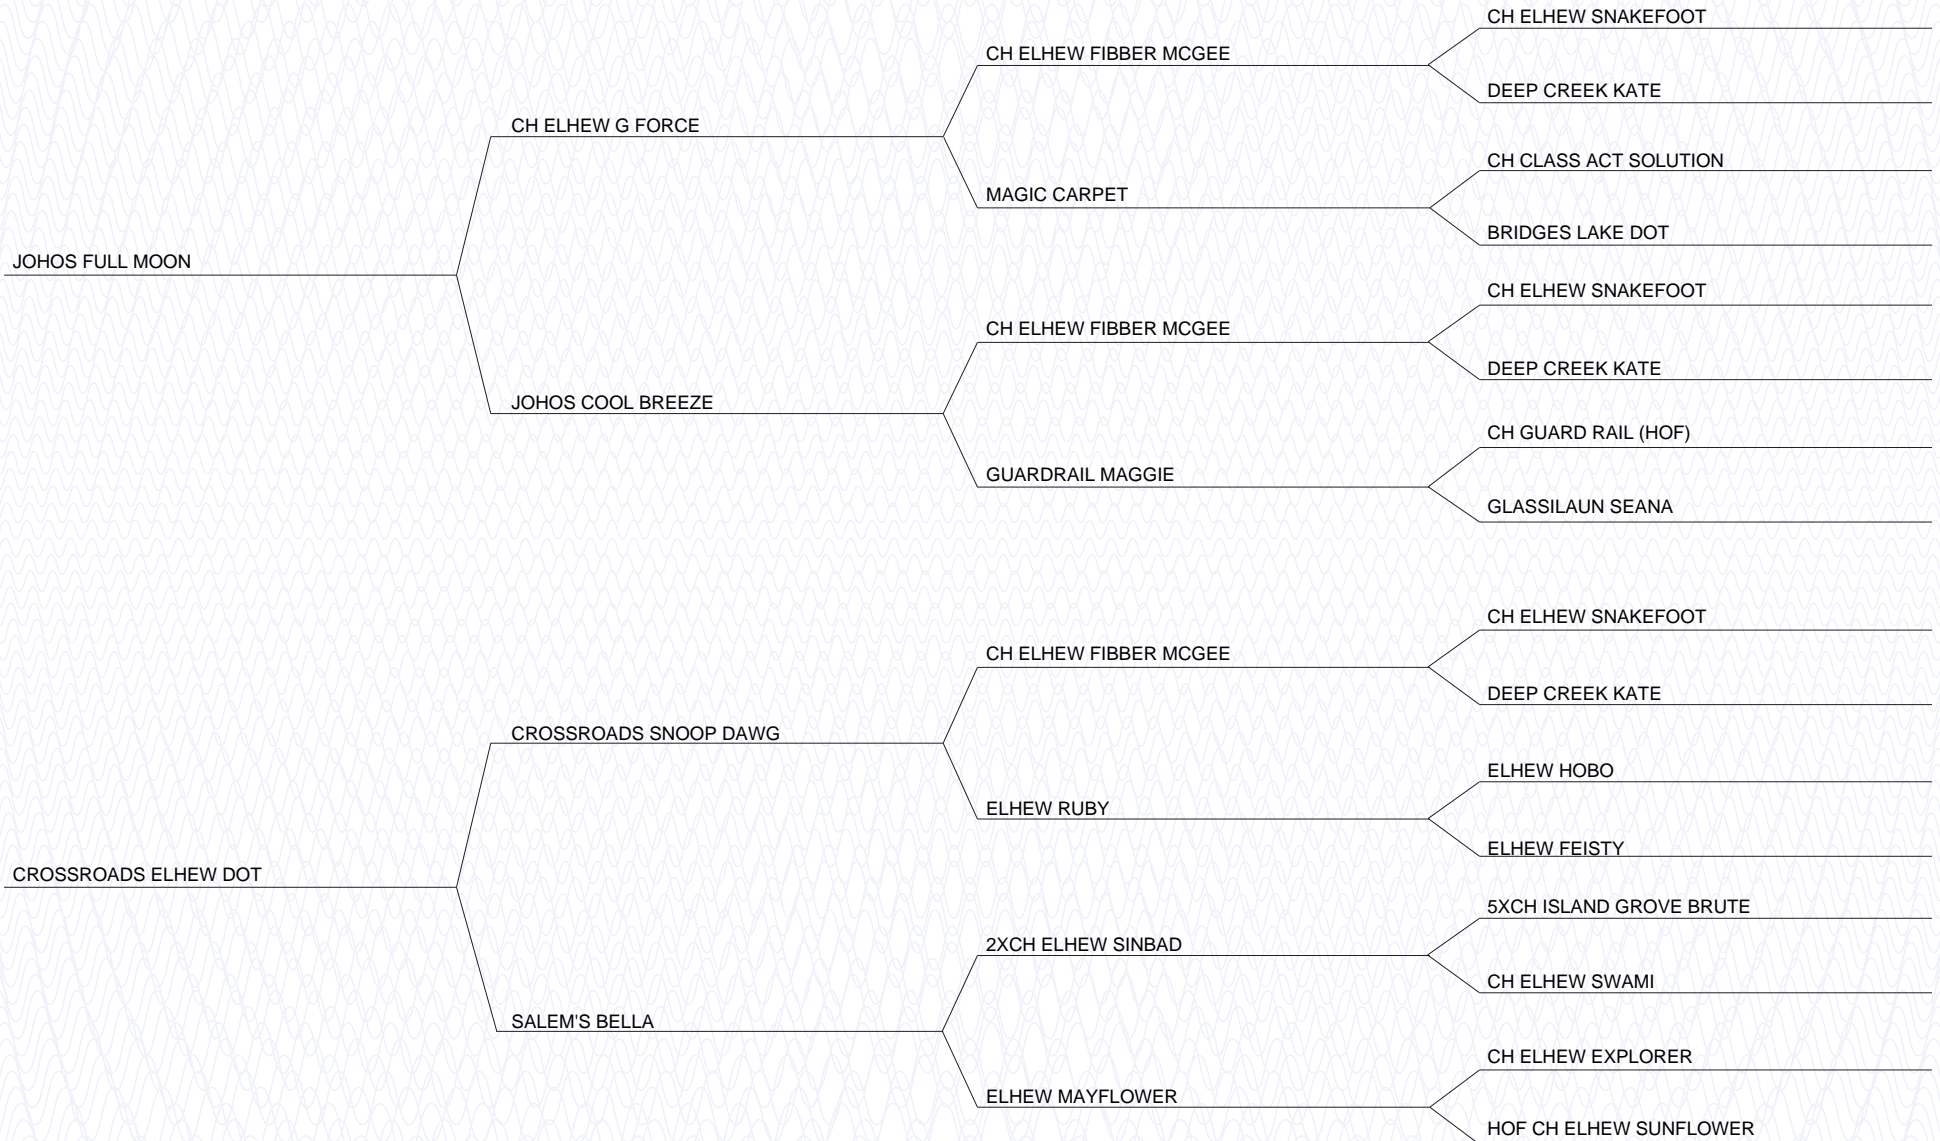 CH ELHEW SNAKEFOOT
CH ELHEW FIBBER MCGEE
DEEP CREEK KATE
CH ELHEW G FORCE
CH CLASS ACT SOLUTION
MAGIC CARPET
BRIDGES LAKE DOT
JOHOS FULL MOON
CH ELHEW SNAKEFOOT
CH ELHEW FIBBER MCGEE
DEEP CREEK KATE
JOHOS COOL BREEZE
CH GUARD RAIL (HOF)
GUARDRAIL MAGGIE
GLASSILAUN SEANA
CH ELHEW SNAKEFOOT
CH ELHEW FIBBER MCGEE
DEEP CREEK KATE
CROSSROADS SNOOP DAWG
ELHEW HOBO
ELHEW RUBY
ELHEW FEISTY
CROSSROADS ELHEW DOT
5XCH ISLAND GROVE BRUTE
2XCH ELHEW SINBAD
CH ELHEW SWAMI
SALEM'S BELLA
CH ELHEW EXPLORER
ELHEW MAYFLOWER
HOF CH ELHEW SUNFLOWER